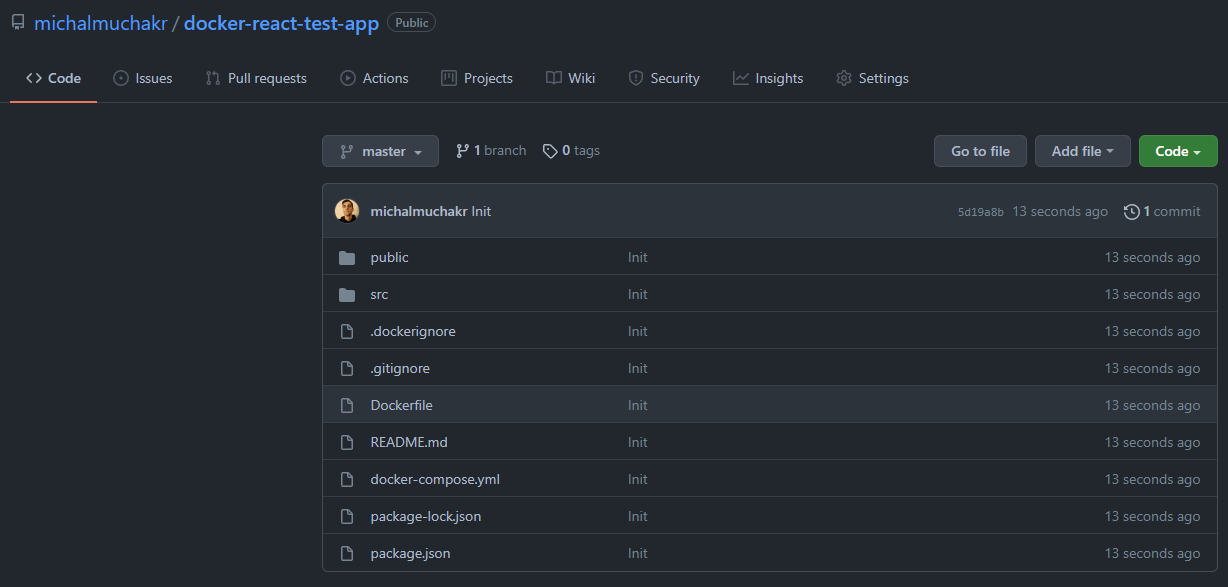 michalmuchakr / docker-react-test-app Public
Code Issues Pull requests Actions Projects Wiki Security Insights Settings
master 1 branch 0 tags Go to file Add file Code
michalmuchakr Init 5d19a8b 13 seconds ago 1 commit
public Init 13 seconds ago
src Init 13 seconds ago
.dockerignore Init 13 seconds ago
.gitignore Init 13 seconds ago
Dockerfile Init 13 seconds ago
README.md Init 13 seconds ago
docker-compose.yml Init 13 seconds ago
package-lock.json Init 13 seconds ago
package.json Init 13 seconds ago